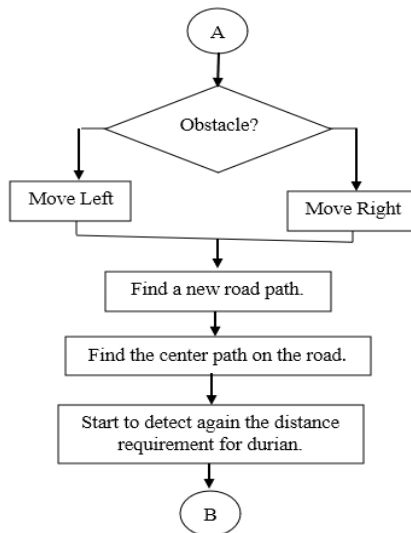 A
Obstacle?
Move Left
Move Right
Find a new road path.
Find the center path on the road.
Start to detect again the distance
requirement for durian.
B